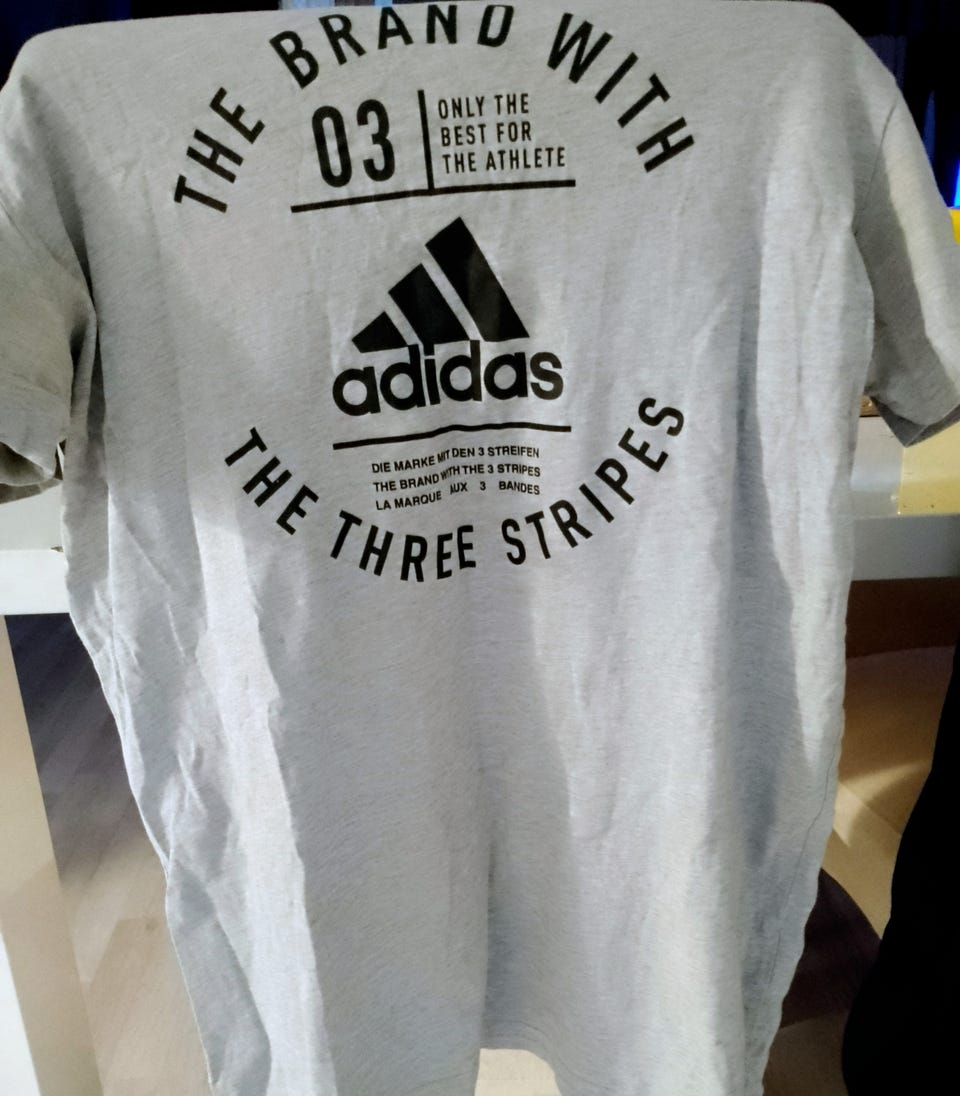 THE BRAND WITH
03
ONLY THE
BEST FOR
THE ATHLETE
adidas
DIE MARKE MIT DEN 3 STREIFEN
THE BRAND WITH THE 3 STRIPES
LA MARQUE AUX 3 BANDES
THE THREE STRIPES